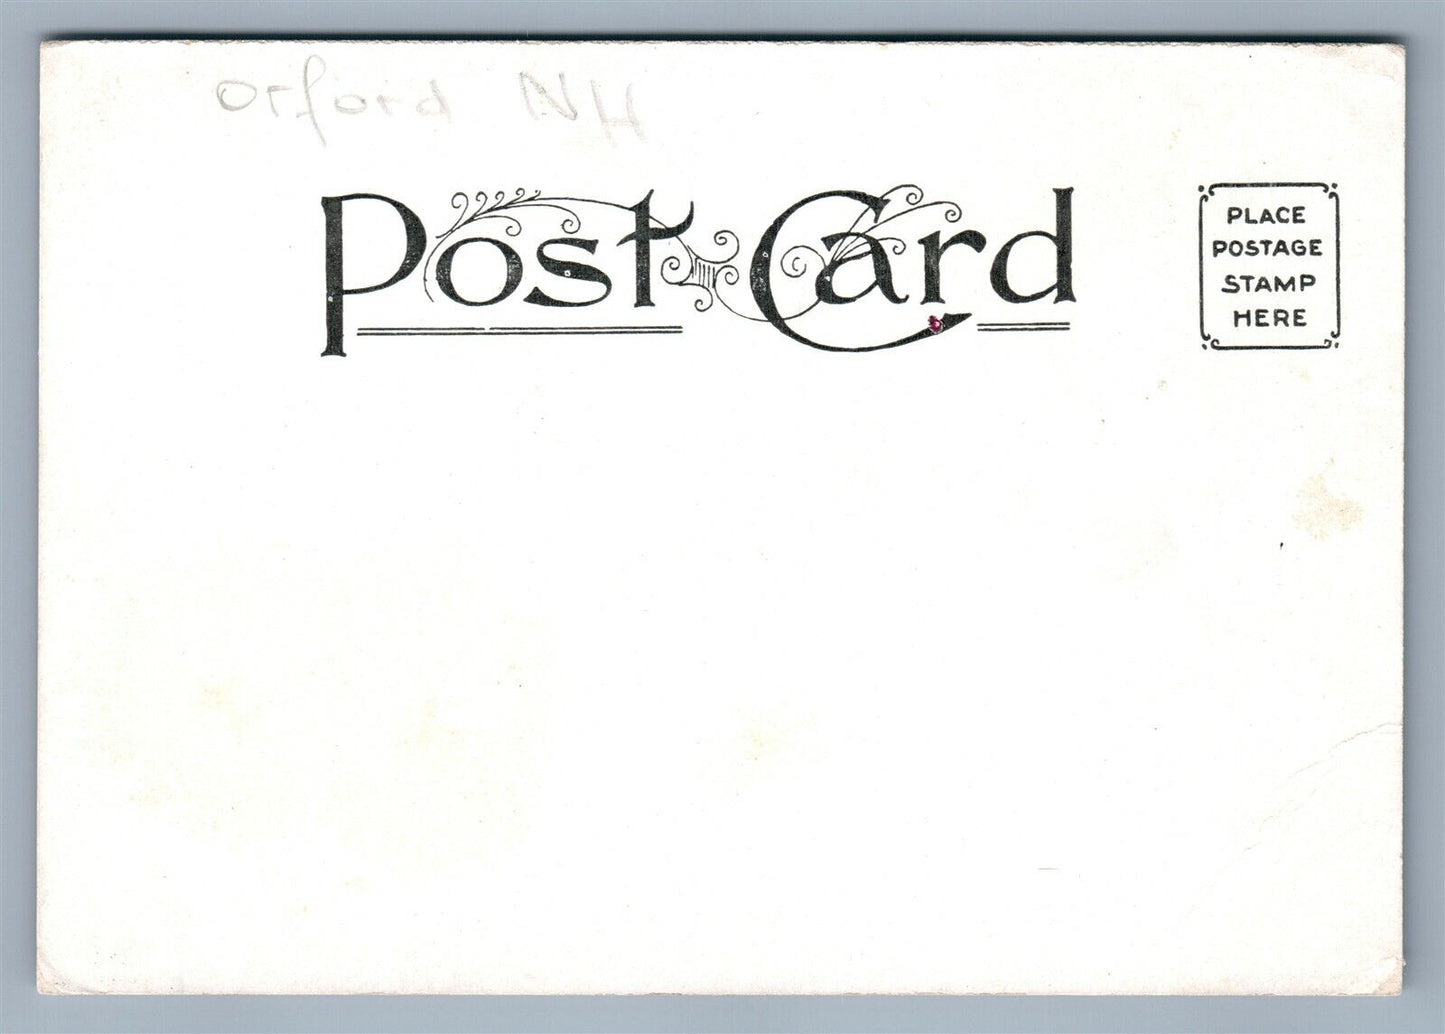 Orford NH
Post Card
PLACE
POSTAGE
STAMP
HERE